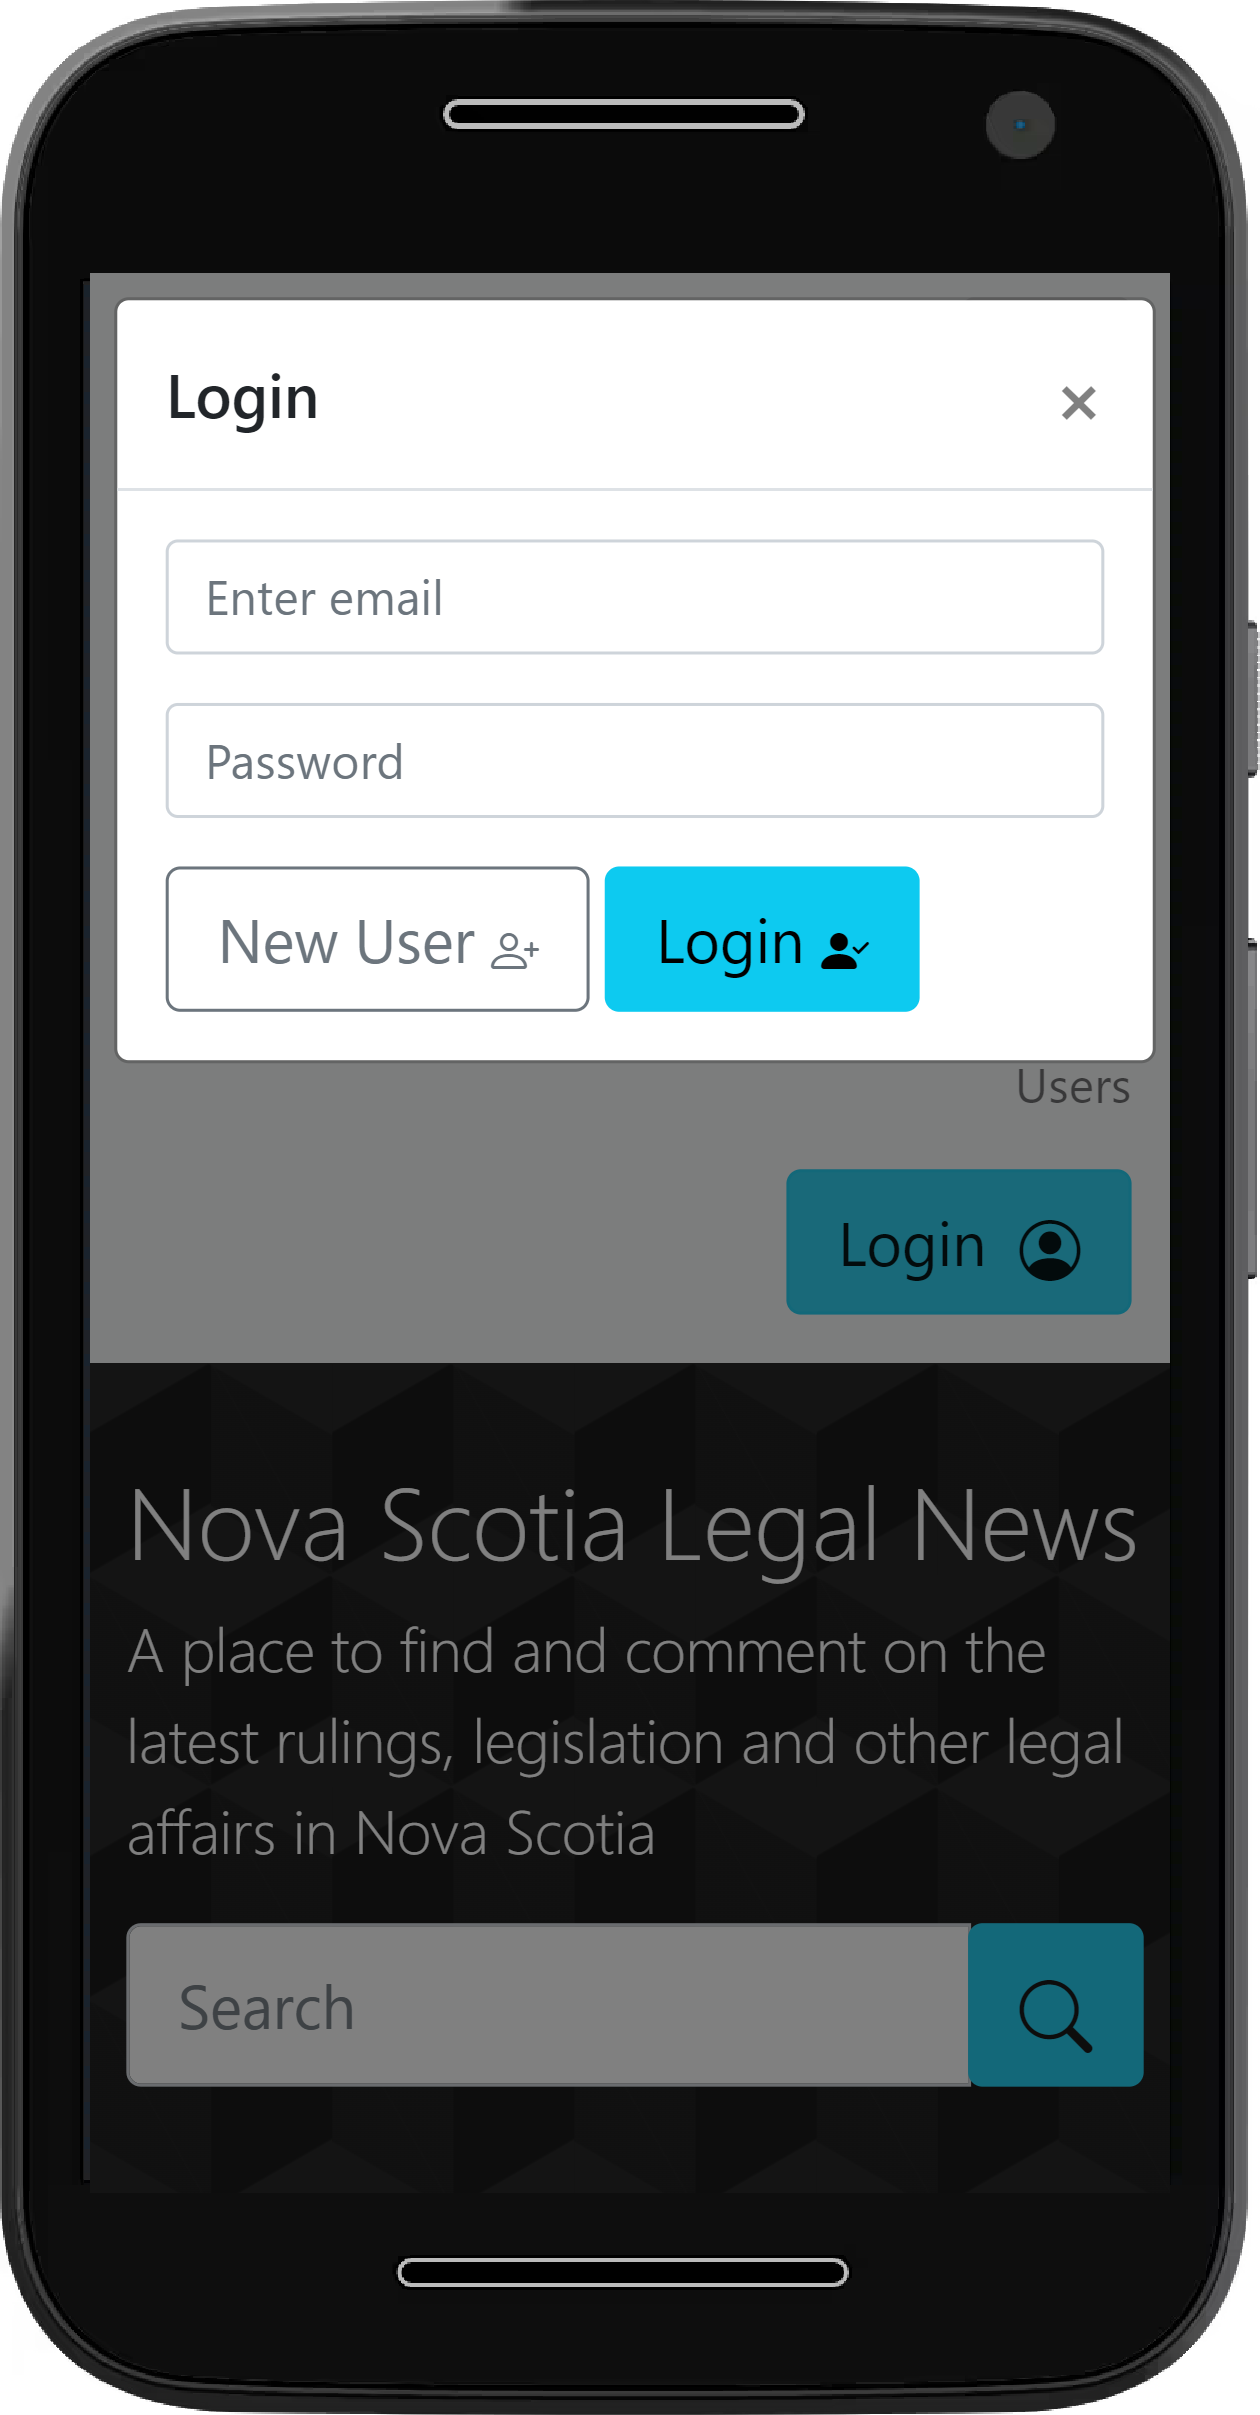 Login
Enter email
Password
New User
Login
Users
Login
Nova Scotia Legal News
A place to find and comment on the
latest rulings, legislation and other legal
affairs in Nova Scotia
Search